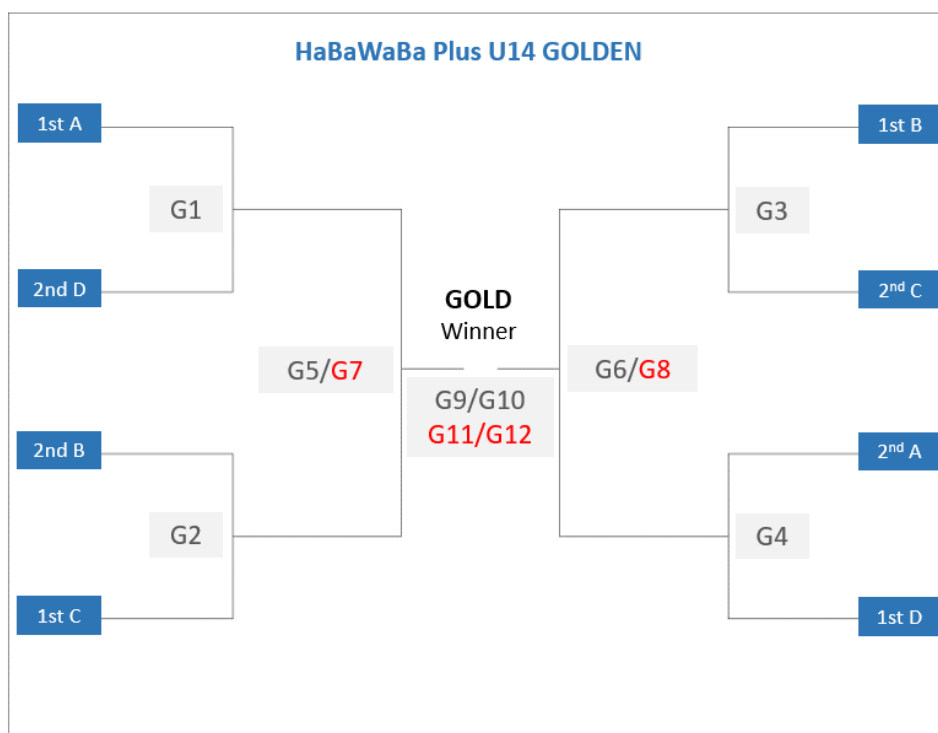 HaBaWaBa Plus U14 GOLDEN
1st A
1st B
G1
G3
2nd D
2nd C
GOLD
Winner
G5/G7
G6/G8
G9/G10
G11/G12
2nd B
2nd A
G2
G4
1st C
1st D